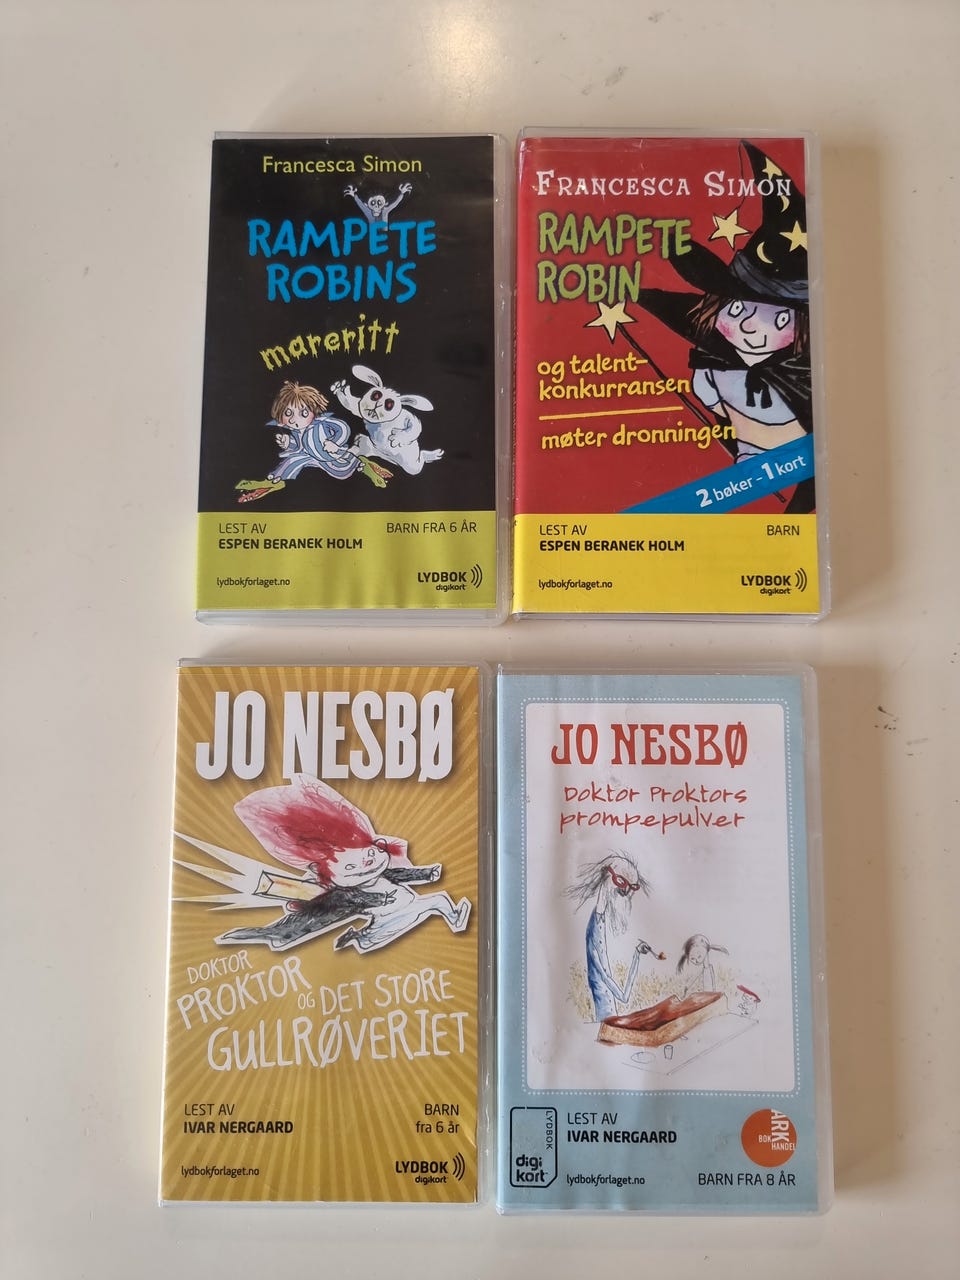 Francesca Simon
RAMPETE
ROBINS
mareritt
LEST AV
ESPEN BERANEK HOLM
BARN FRA 6 ÅR
lydbokforlaget.no
LYDBOK
digikort
FRANCESCA SIMON
RAMPETE
ROBIN
og talent-
konkurransen
møter dronningen
2 bøker - 1 kort
LEST AV
ESPEN BERANEK HOLM
BARN
lydbokforlaget.no
LYDBOK
digikort
JO NESBØ
DOKTOR
PROKTOR
OG DET STORE
GULLRØVERIET
LEST AV
IVAR NERGAARD
BARN
fra 6 år
lydbokforlaget.no
LYDBOK
digikort
JO NESBØ
Doktor Proktors
prompepulver
LYDBOK
digi
kort
LEST AV
IVAR NERGAARD
lydbokforlaget.no
ARK
BOK
HANDEL
BARN FRA 8 ÅR